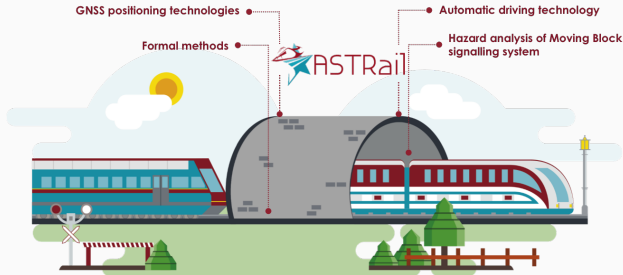 GNSS positioning technologies
Automatic driving technology
Formal methods
Hazard analysis of Moving Block
signalling system
ASTRail